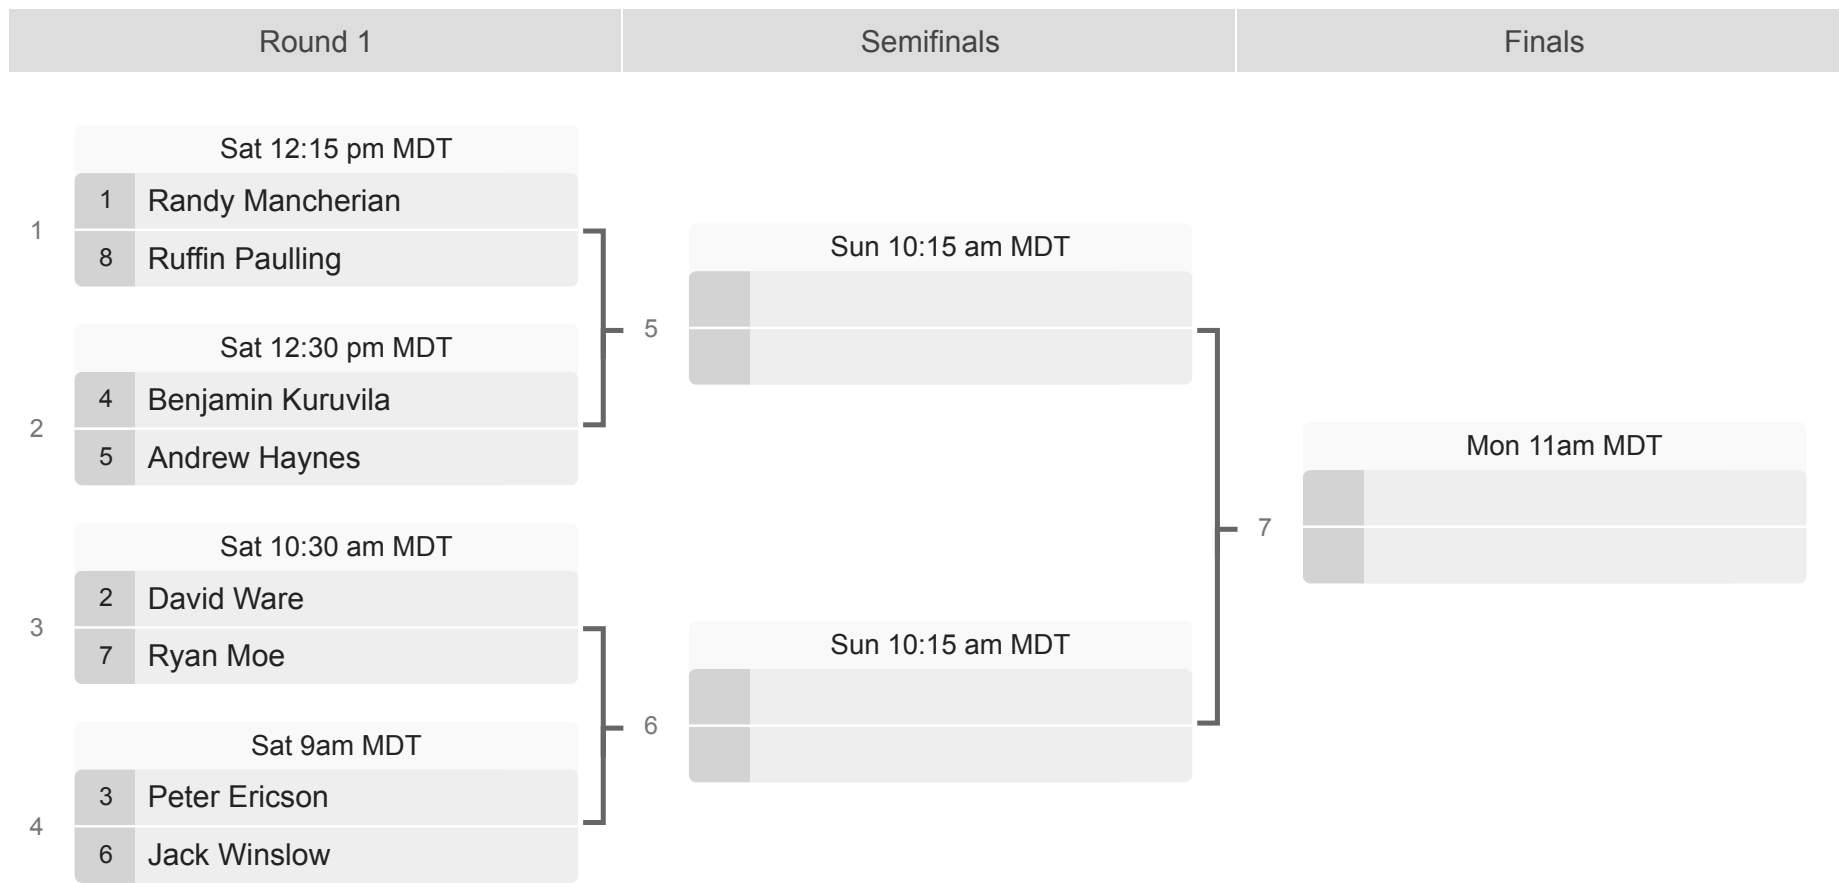 Round 1
Semifinals
Finals
Sat 12:15 pm MDT
1
1 Randy Mancherian
8 Ruffin Paulling
Sat 12:30 pm MDT
2
4 Benjamin Kuruvila
5 Andrew Haynes
Sat 10:30 am MDT
3
2 David Ware
7 Ryan Moe
Sat 9am MDT
4
3 Peter Ericson
6 Jack Winslow
Sun 10:15 am MDT
5
Sun 10:15 am MDT
6
Mon 11am MDT
7